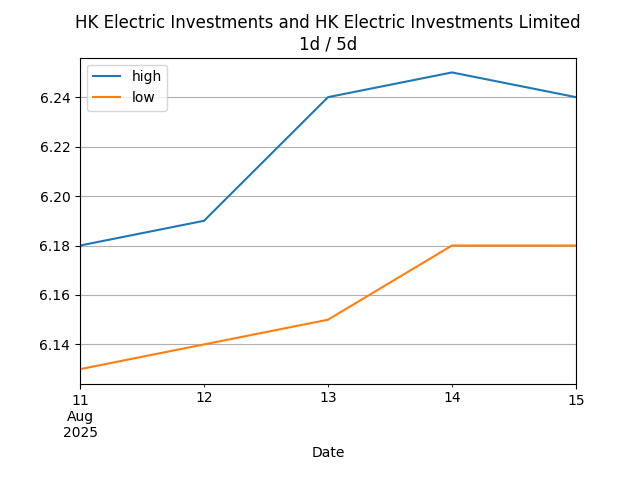 HK Electric Investments and HK Electric Investments Limited
1d / 5d
high
low
6.24
6.22
6.20
6.18
6.16
6.14
11
Aug
2025
12
13
14
15
Date